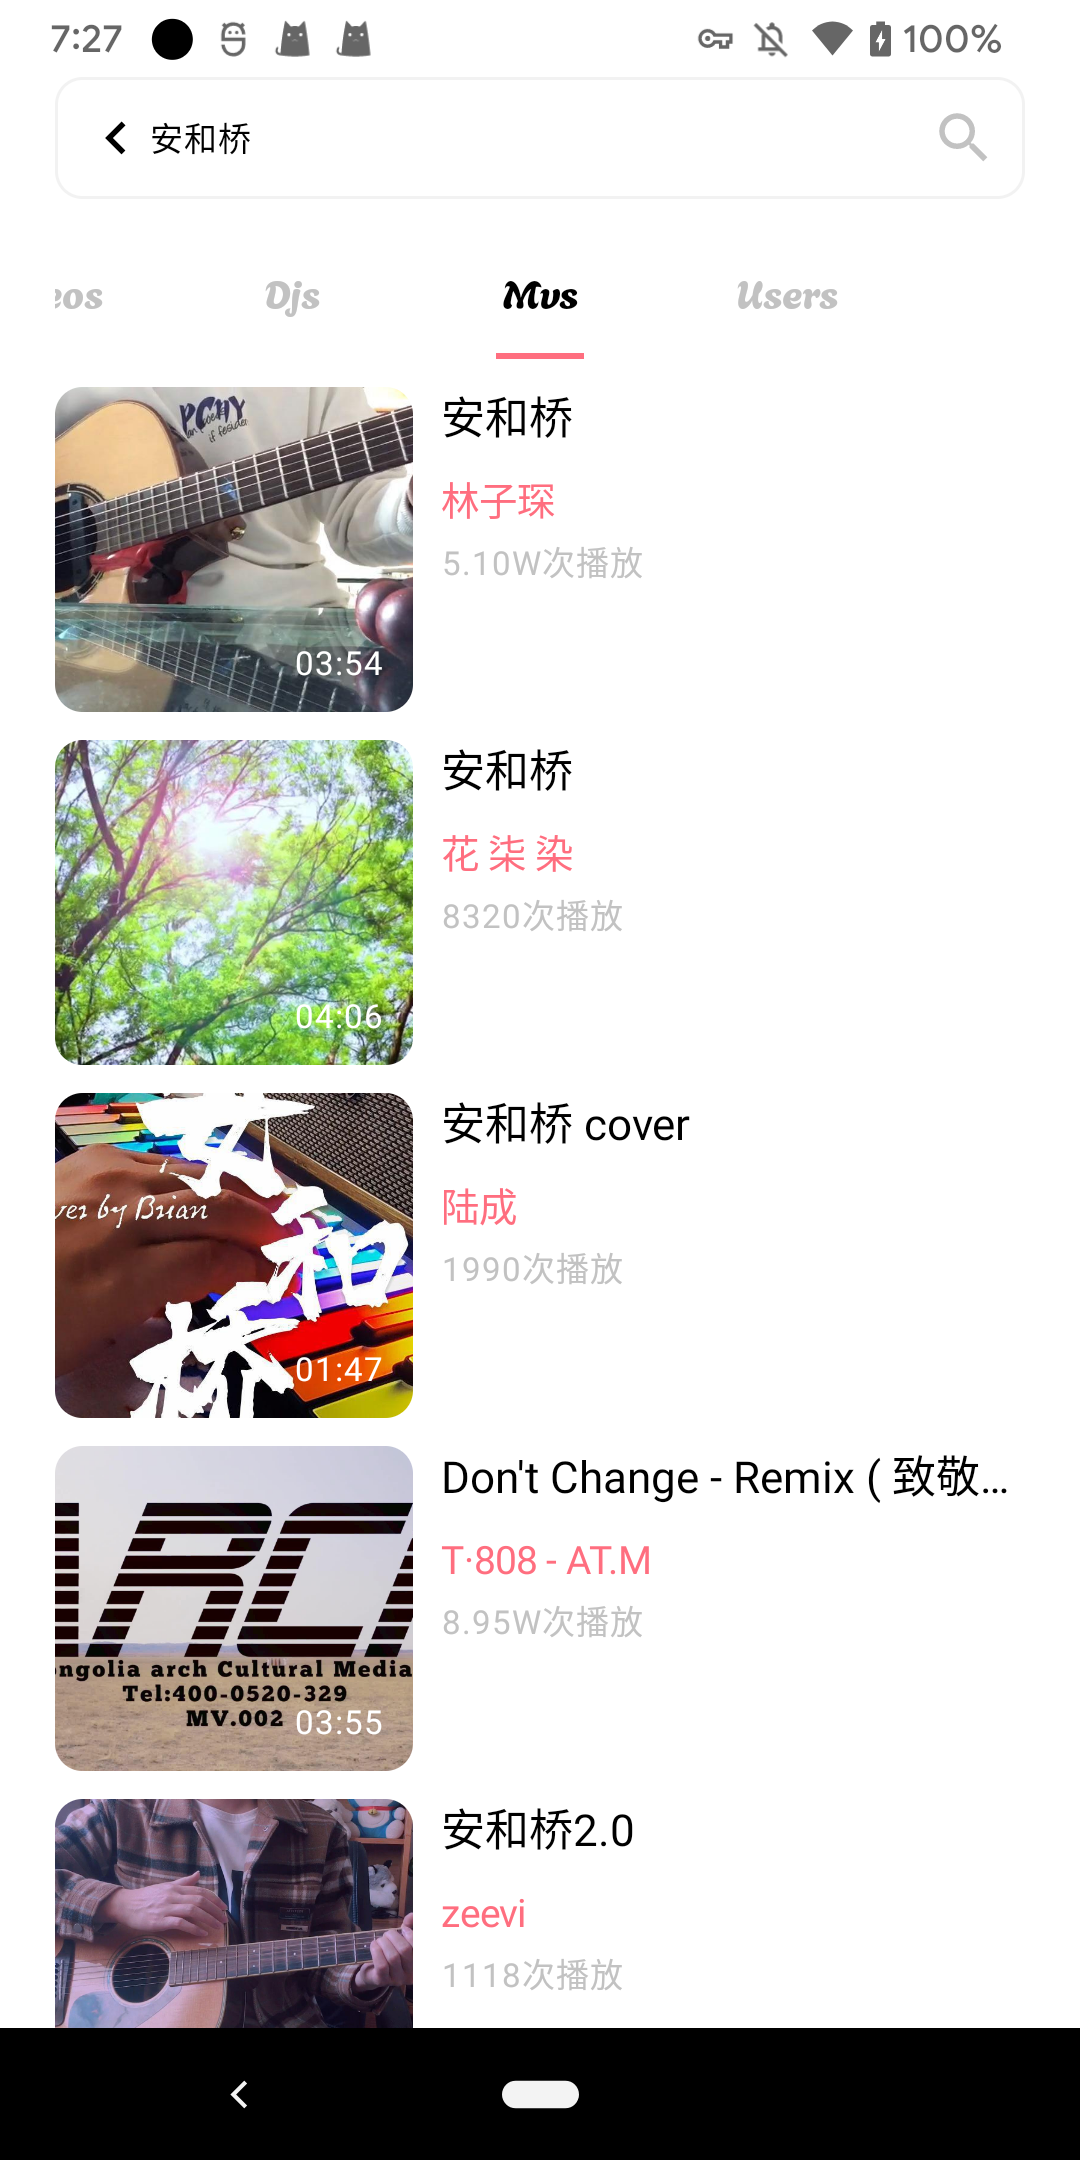 7:27
100%
安和桥
Djs
Mvs
Users
安和桥
林子琛
5.10W次播放
PCHY
03:54
安和桥
花 柒 染
8320次播放
04:06
安和桥 cover
陆成
1990次播放
by Brian
安
和
桥
01:47
Don't Change - Remix ( 致敬...
T·808 - AT.M
8.95W次播放
arch Cultural Media
Tel:400-0520-329
MV.002
03:55
安和桥2.0
zeevi
1118次播放